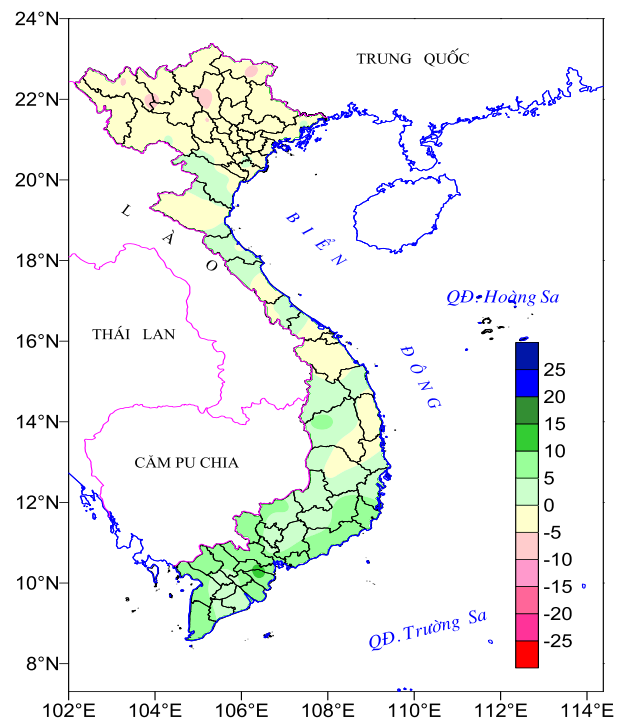 24°N
TRUNG QUỐC
22°N
20°N
LÀO
BIỂN
18°N
QĐ. Hoàng Sa
THÁI LAN
16°N
ĐÔNG
25
20
14°N
15
10
CĂM PU CHIA
5
12°N
0
-5
-10
10°N
-15
-20
QĐ. Trường Sa
-25
8°N
102°E 104°E 106°E 108°E 110°E 112°E 114°E